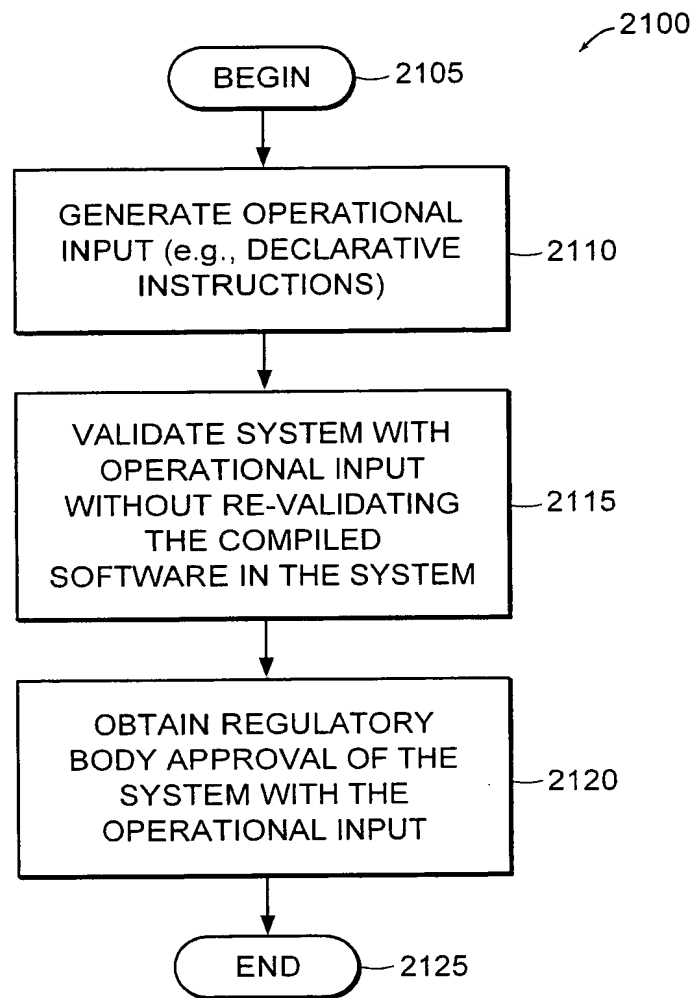 2100
BEGIN
2105
GENERATE OPERATIONAL
INPUT (e.g., DECLARATIVE
INSTRUCTIONS)
2110
VALIDATE SYSTEM WITH
OPERATIONAL INPUT
WITHOUT RE-VALIDATING
THE COMPILED
SOFTWARE IN THE SYSTEM
2115
OBTAIN REGULATORY
BODY APPROVAL OF THE
SYSTEM WITH THE
OPERATIONAL INPUT
2120
END
2125